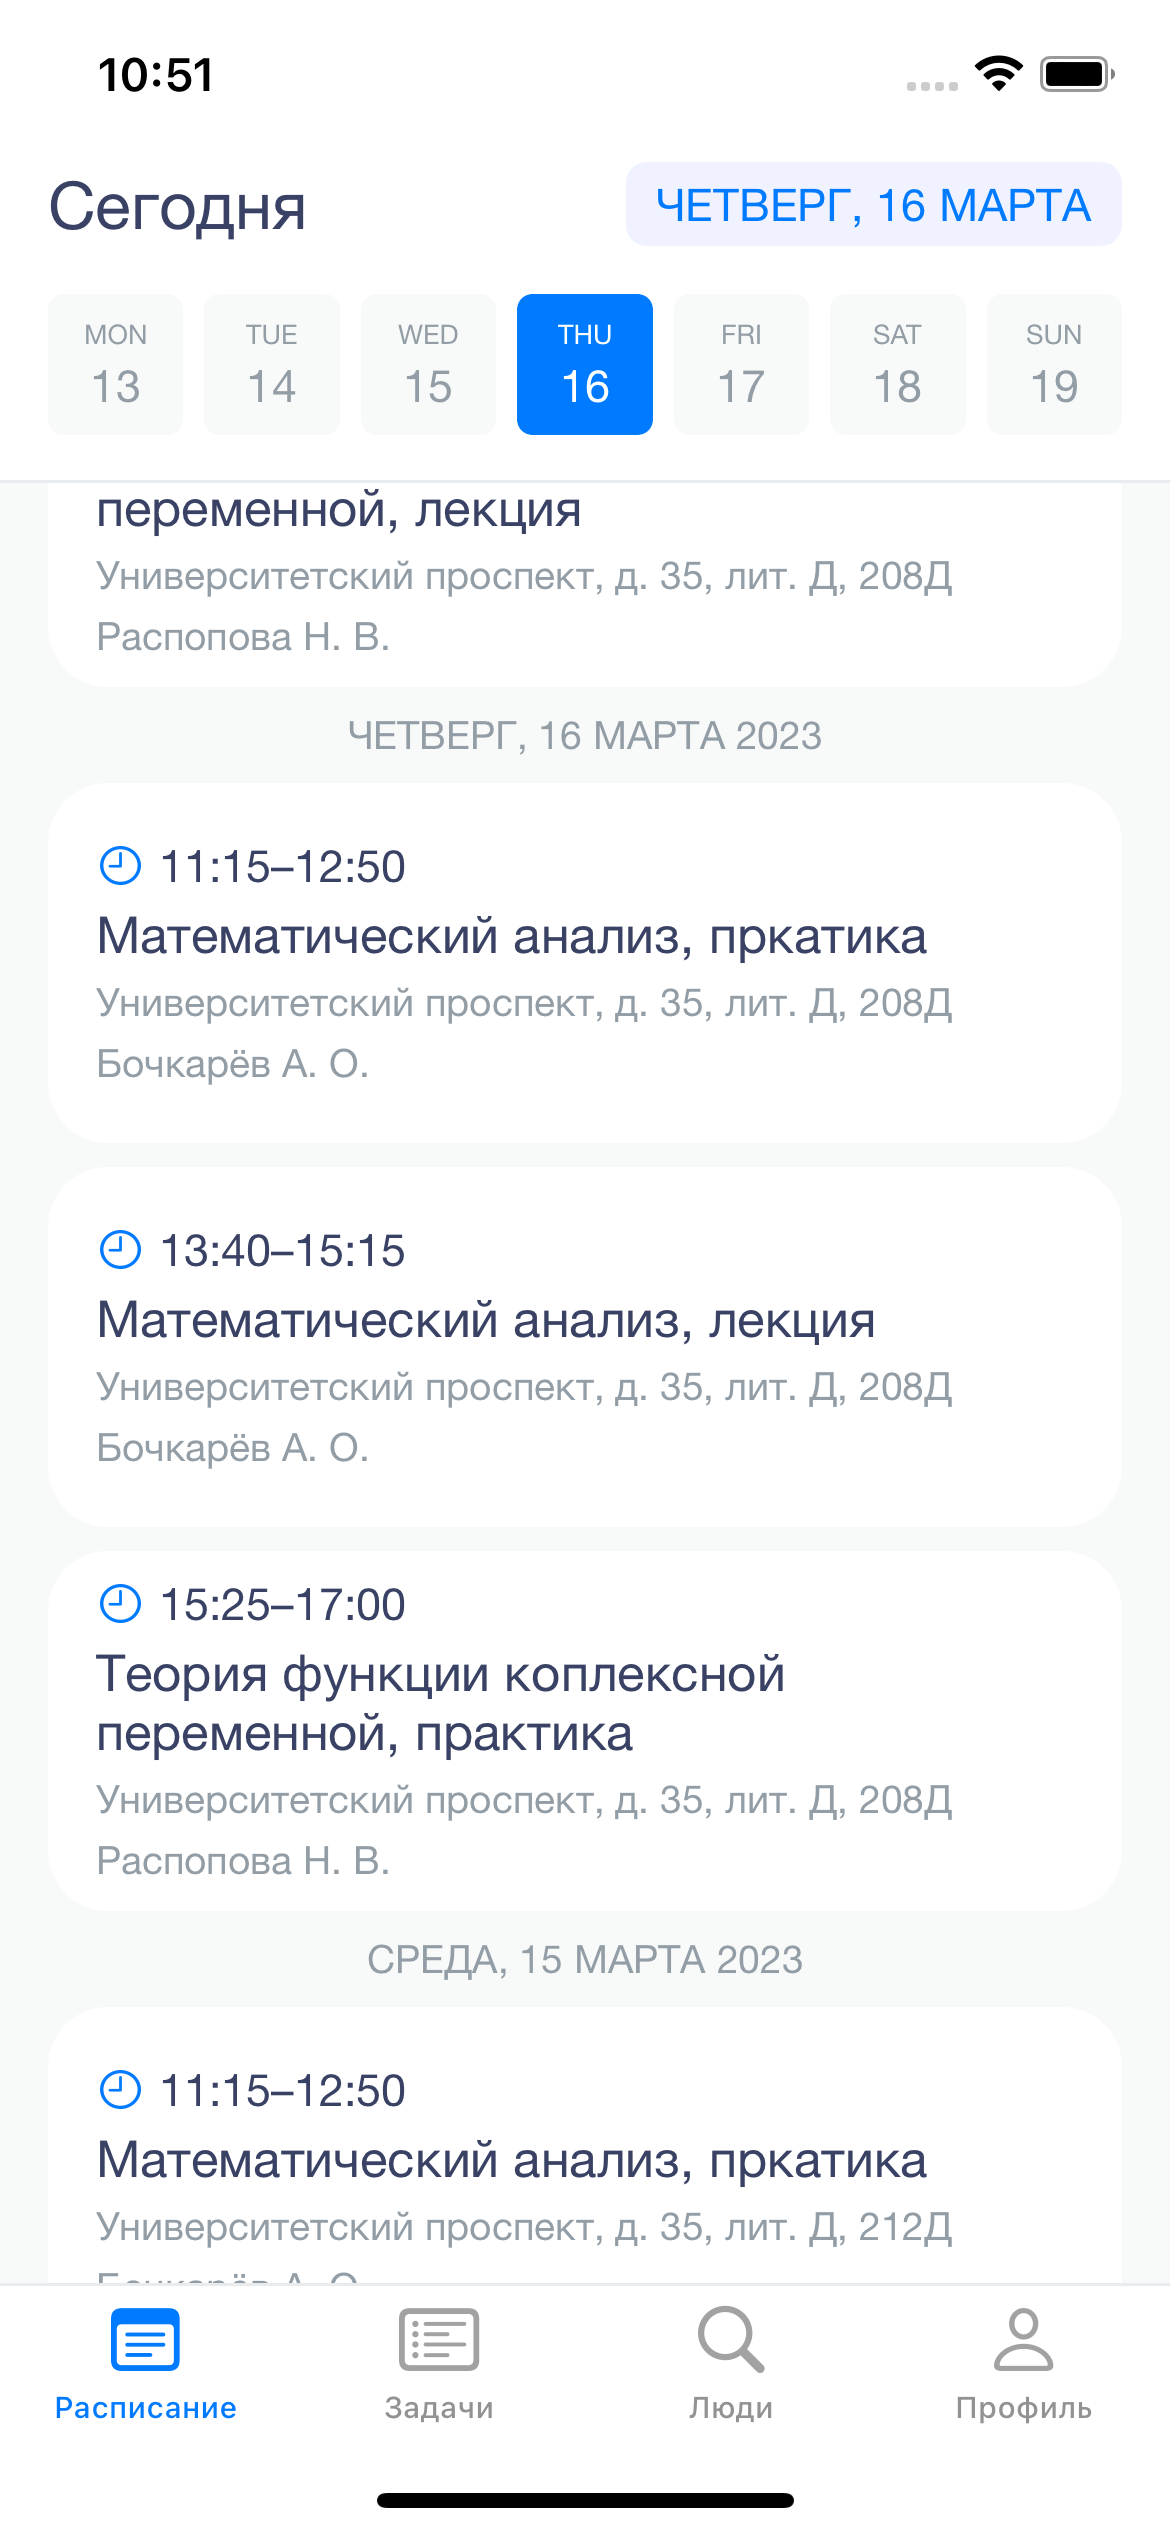 10:51
Сегодня
ЧЕТВЕРГ, 16 МАРТА
MON TUE WED THU FRI SAT SUN
13 14 15 16 17 18 19
переменной, лекция
Университетский проспект, д. 35, лит. Д, 208Д
Распопова Н. В.
ЧЕТВЕРГ, 16 МАРТА 2023
11:15–12:50
Математический анализ, пркатика
Университетский проспект, д. 35, лит. Д, 208Д
Бочкарёв А. О.
13:40–15:15
Математический анализ, лекция
Университетский проспект, д. 35, лит. Д, 208Д
Бочкарёв А. О.
15:25–17:00
Теория функции коплексной
переменной, практика
Университетский проспект, д. 35, лит. Д, 208Д
Распопова Н. В.
СРЕДА, 15 МАРТА 2023
11:15–12:50
Математический анализ, пркатика
Университетский проспект, д. 35, лит. Д, 212Д
Бочкарёв А. О.
Расписание Задачи Люди Профиль